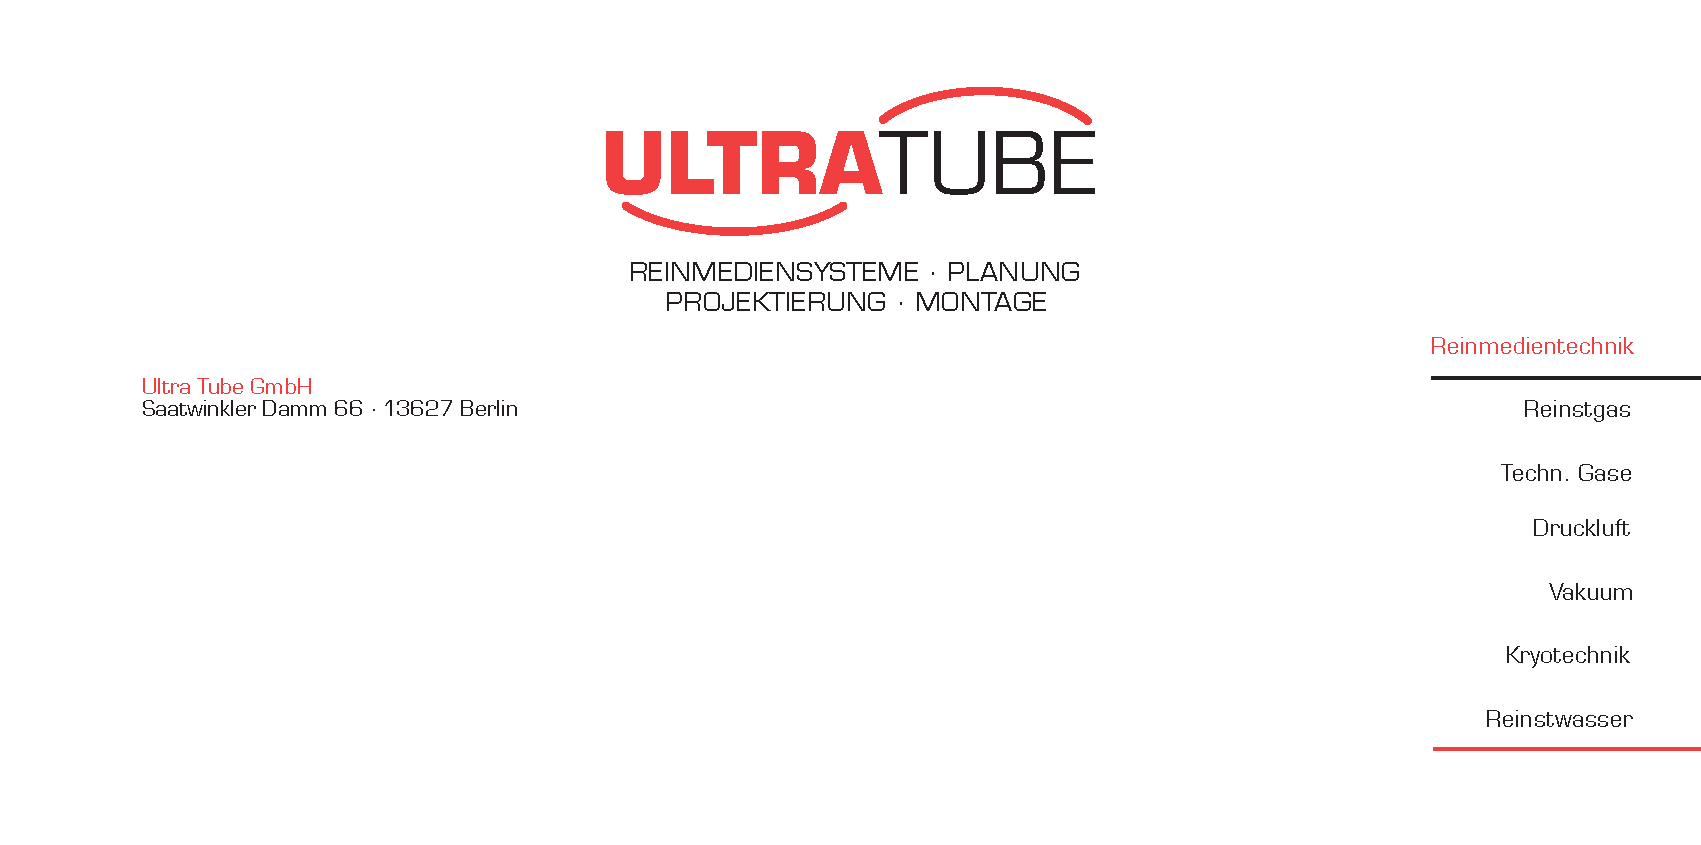 ULTRATUBE
REINMEDIENSYSTEME · PLANUNG
PROJEKTIERUNG · MONTAGE
Ultra Tube GmbH
Saatwinkler Damm 66 · 13627 Berlin
Reinmedientechnik
Reinstgas
Techn. Gase
Druckluft
Vakuum
Kryotechnik
Reinstwasser